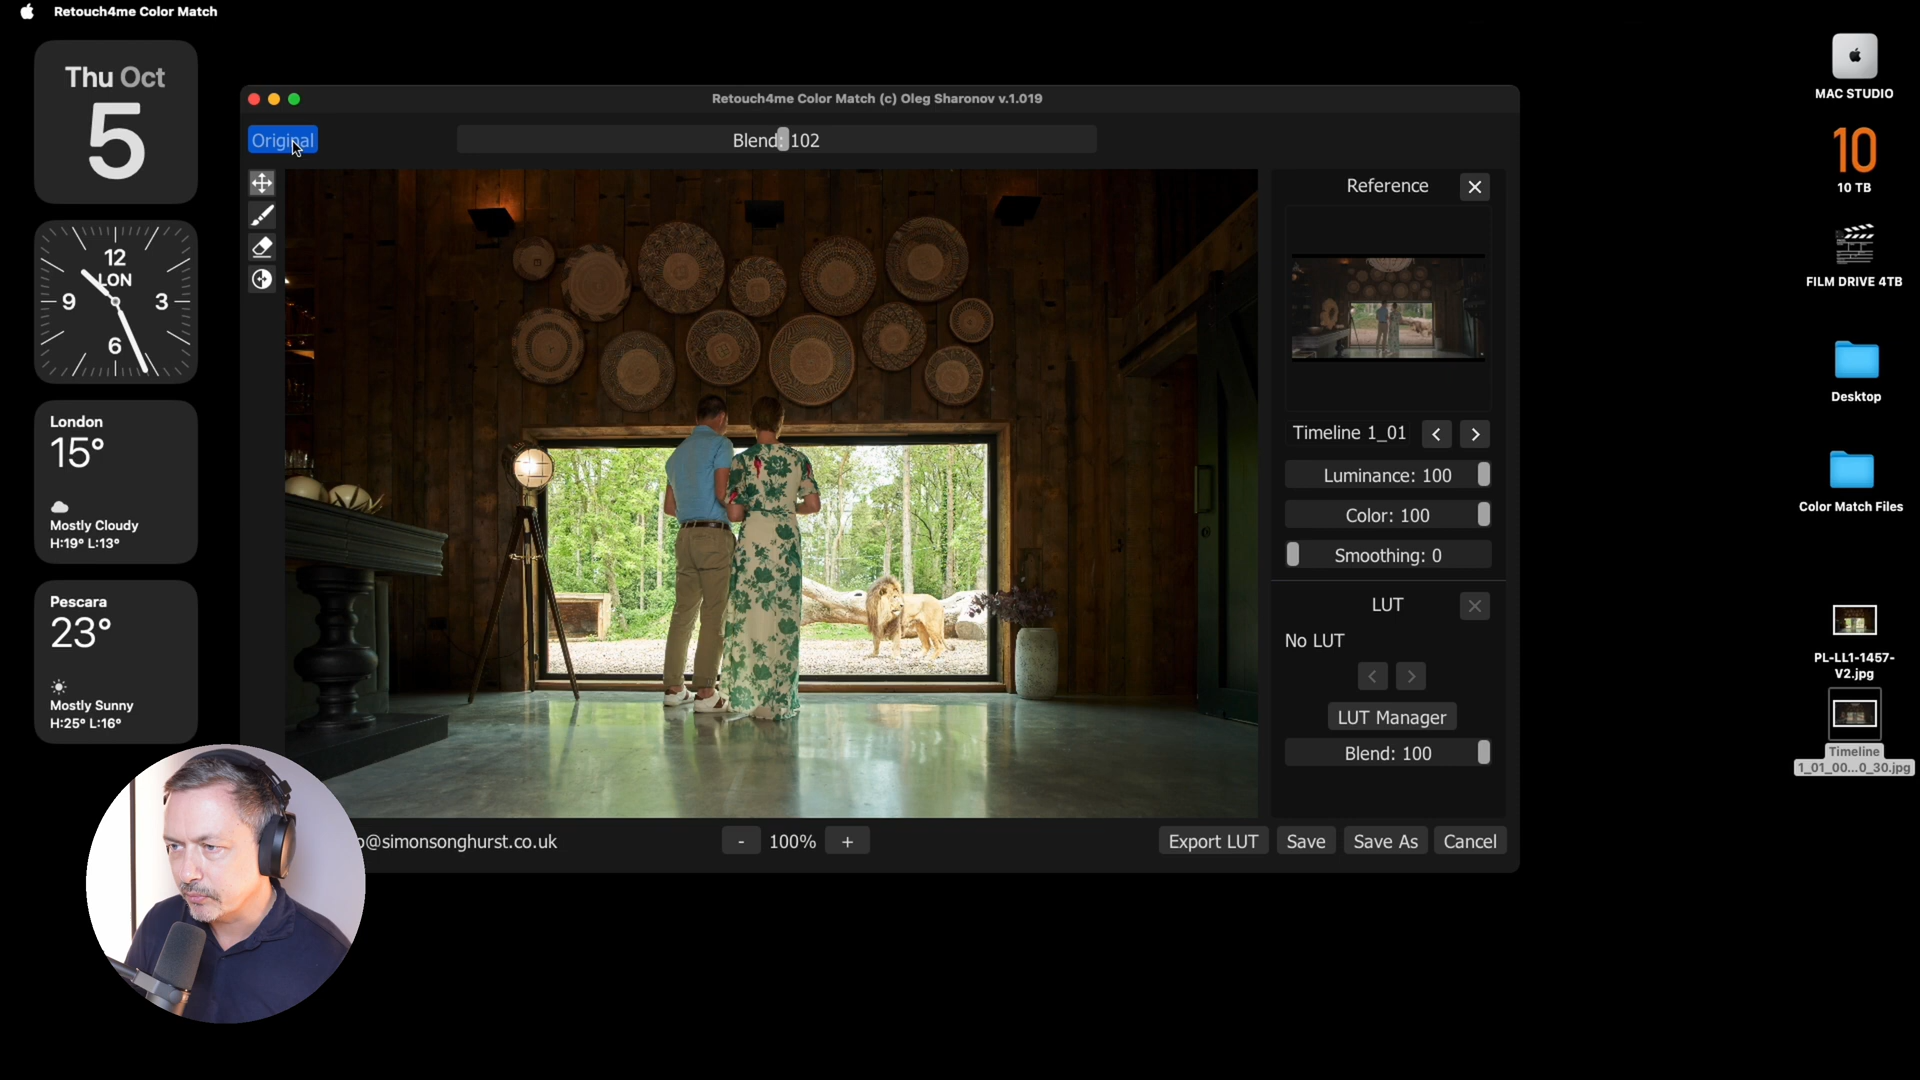 Retouch4me Color Match
Thu Oct
5
12
LON
9
3
6
London
15°
Mostly Cloudy
H:19° L:13°
Pescara
23°
Mostly Sunny
H:25° L:16°
Retouch4me Color Match (c) Oleg Sharonov v.1.019
Original
Blend: 102
Reference
Timeline 1_01
Luminance: 100
Color: 100
Smoothing: 0
LUT
No LUT
LUT Manager
Blend: 100
o@simonsonghurst.co.uk
- 100% +
Export LUT Save Save As Cancel
MAC STUDIO
10
10 TB
FILM DRIVE 4TB
Desktop
Color Match Files
PL-LL1-1457-
V2.jpg
Timeline
1_01_00...0_30.jpg